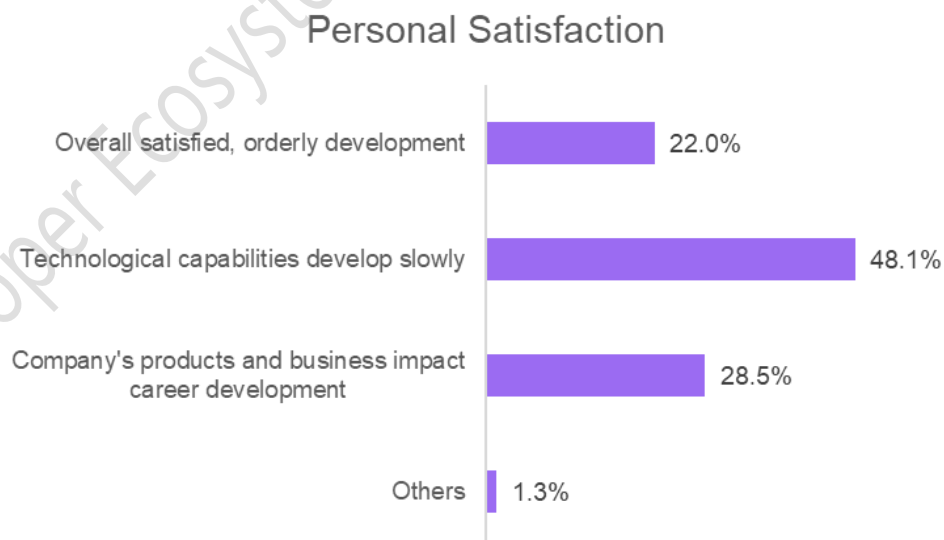 Personal Satisfaction
Overall satisfied, orderly development
22.0%
Technological capabilities develop slowly
48.1%
Company's products and business impact
career development
28.5%
Others
1.3%